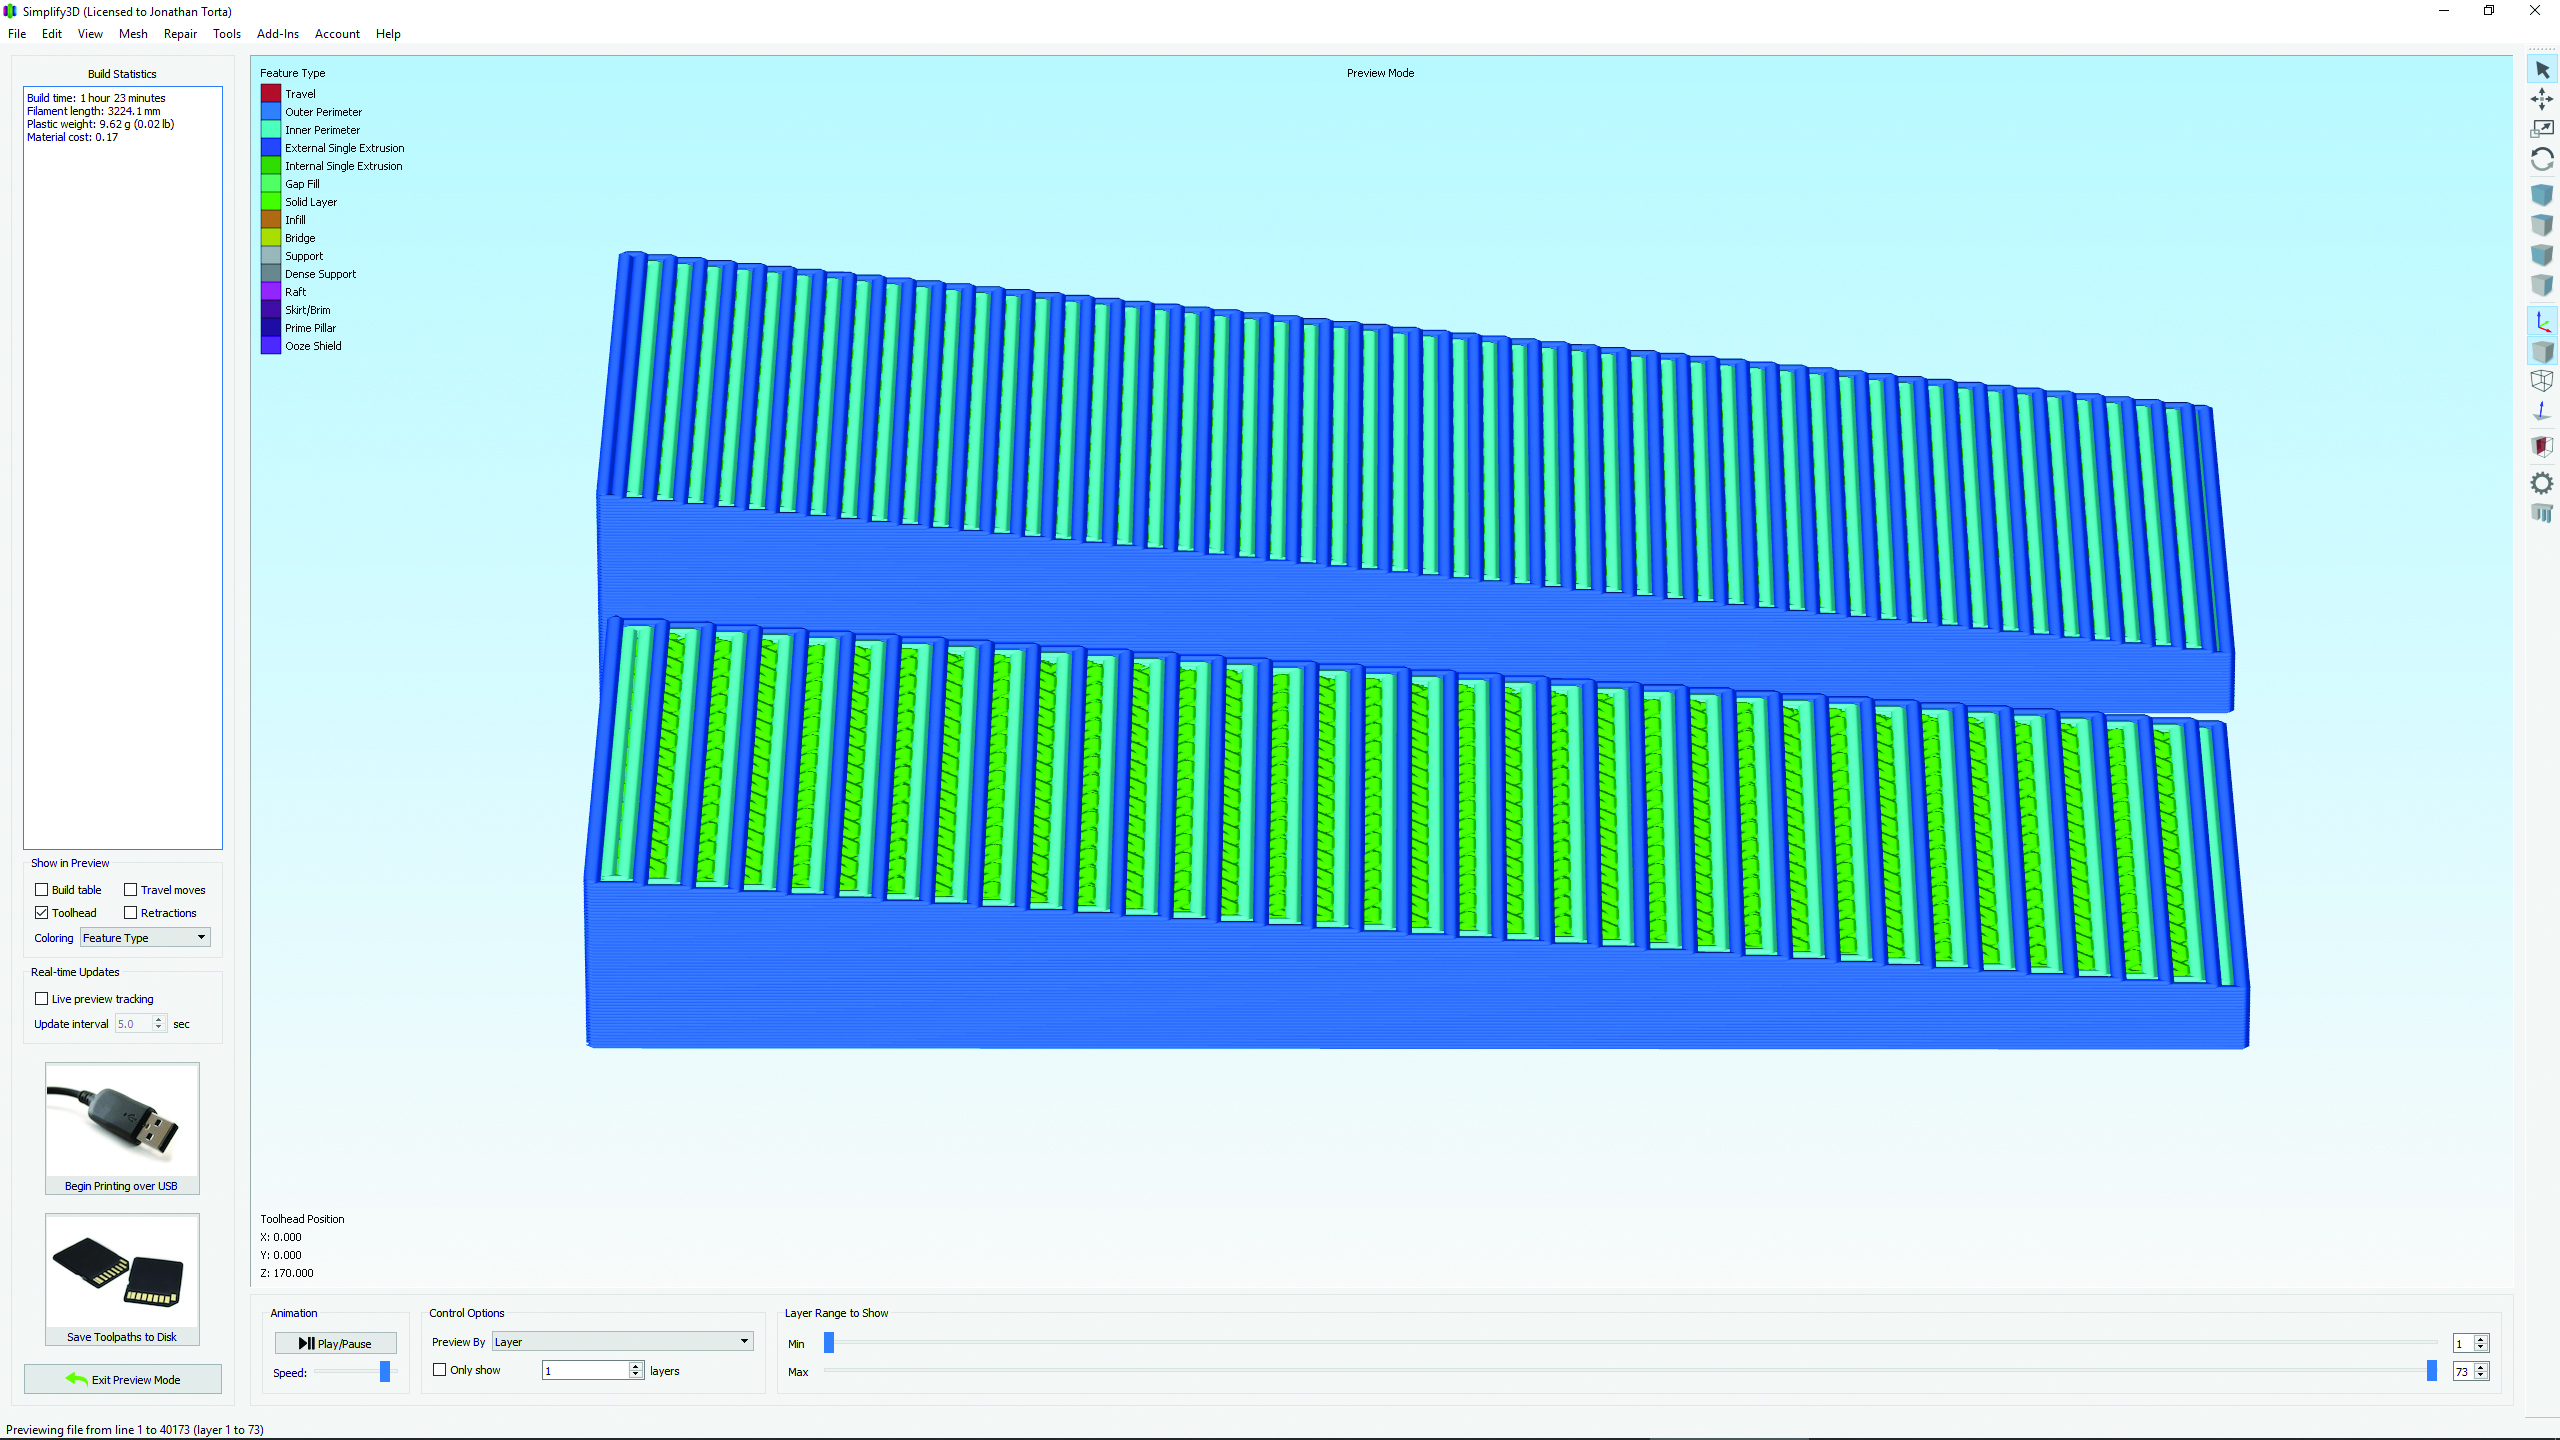 Simplify3D (Licensed to Jonathan Torta)
File Edit View Mesh Repair Tools Add-Ins Account Help
Build Statistics
Build time: 1 hour 23 minutes
Filament length: 3224.1 mm
Plastic weight: 9.62 g (0.02 lb)
Material cost: 0.17
Feature Type
Travel
Outer Perimeter
Inner Perimeter
External Single Extrusion
Internal Single Extrusion
Gap Fill
Solid Layer
Infill
Bridge
Support
Dense Support
Raft
Skirt/Brim
Prime Pillar
Ooze Shield
Preview Mode
Show in Preview
Build table Travel moves
Toolhead Retractions
Coloring Feature Type
Real-time Updates
Live preview tracking
Update interval 5.0 sec
Begin Printing over USB
Save Toolpaths to Disk
Exit Preview Mode
Toolhead Position
X: 0.000
Y: 0.000
Z: 170.000
Animation
Play/Pause
Speed:
Control Options
Preview By Layer
Only show 1 layers
Layer Range to Show
Min 1
Max 73
Previewing file from line 1 to 40173 (layer 1 to 73)